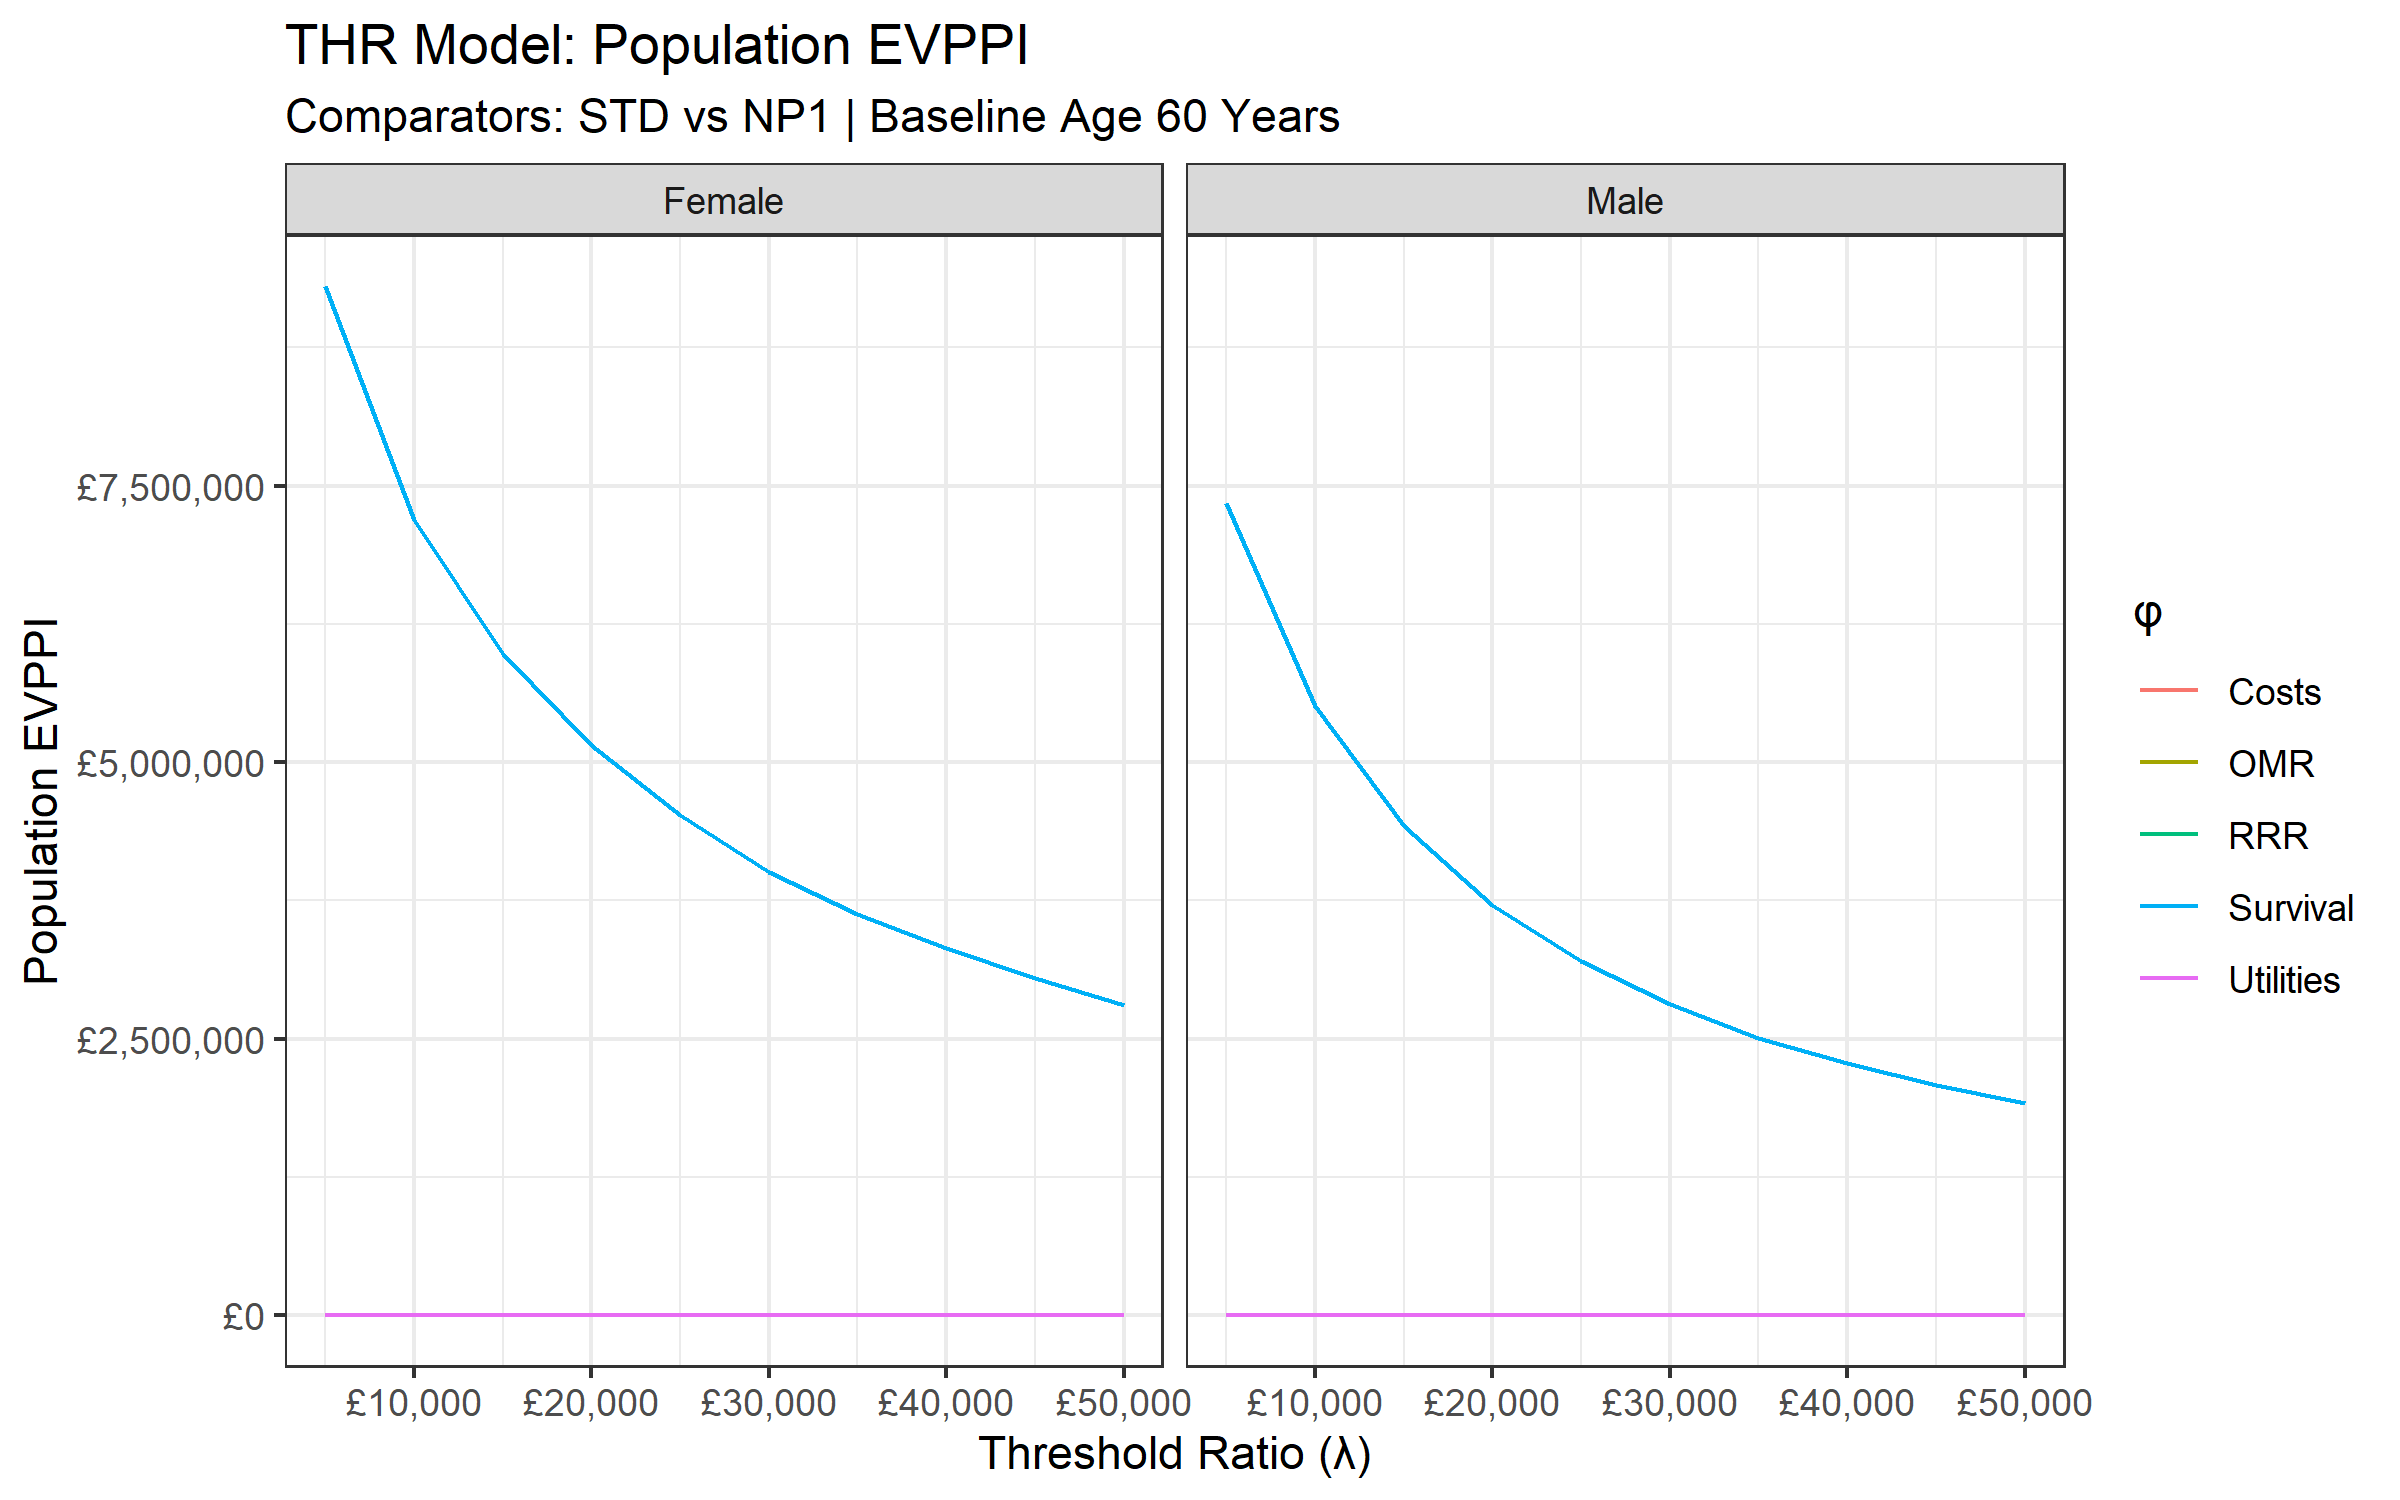 THR Model: Population EVPPI
Comparators: STD vs NP1 | Baseline Age 60 Years
Female
Male
Population EVPPI
£7,500,000
£5,000,000
£2,500,000
£0
£10,000
£20,000
£30,000
£40,000
£50,000
£10,000
£20,000
£30,000
£40,000
£50,000
Threshold Ratio (λ)
φ
Costs
OMR
RRR
Survival
Utilities